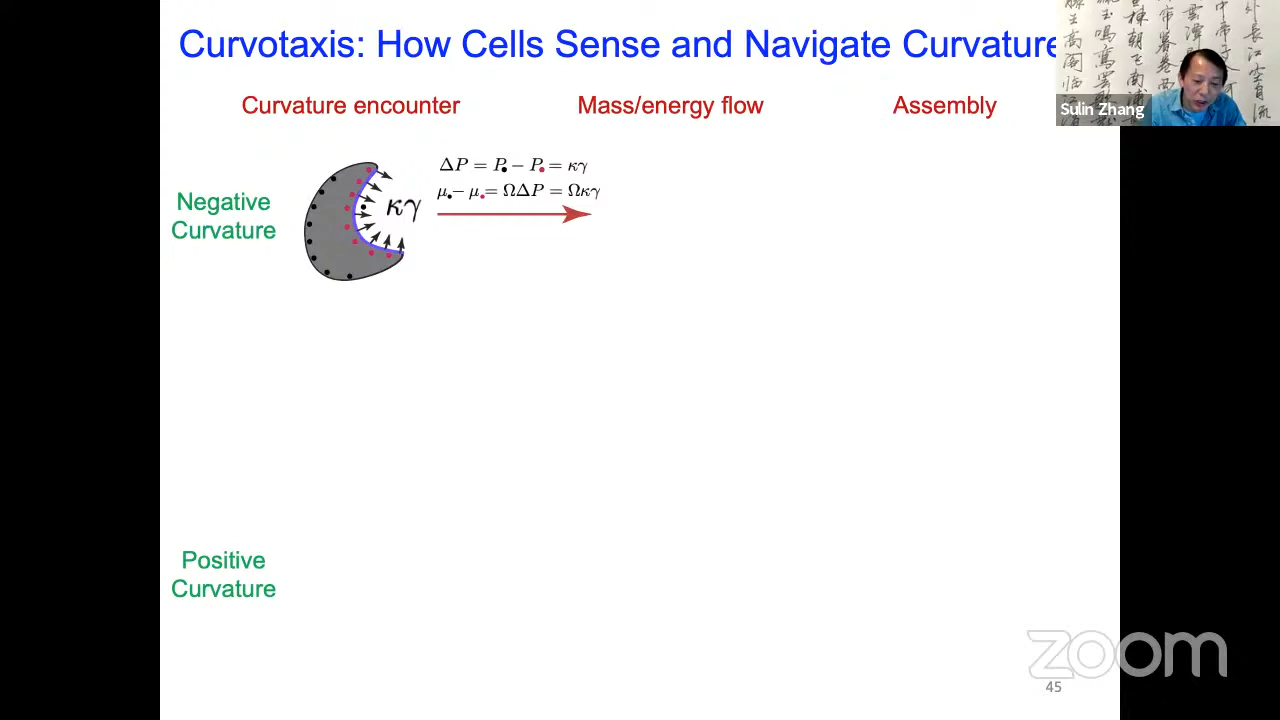 Curvotaxis: How Cells Sense and Navigate Curvature
Curvature encounter
Mass/energy flow
Assembly
Sulin Zhang
Negative
Curvature
κγ
ΔP = P● − P● = κγ
μ● − μ● = ΩΔP = Ωκγ
Positive
Curvature
zoom
45